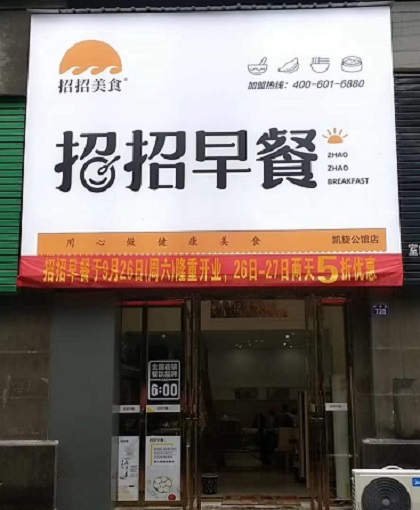 招招美食
加盟热线：400-601-6880
招招早餐
ZHAO
ZHAO
BREAKFAST
用心做健康美食
凯旋公馆店
招招早餐于9月26日(周六)隆重开业，26日-27日两天5折优惠
6:00